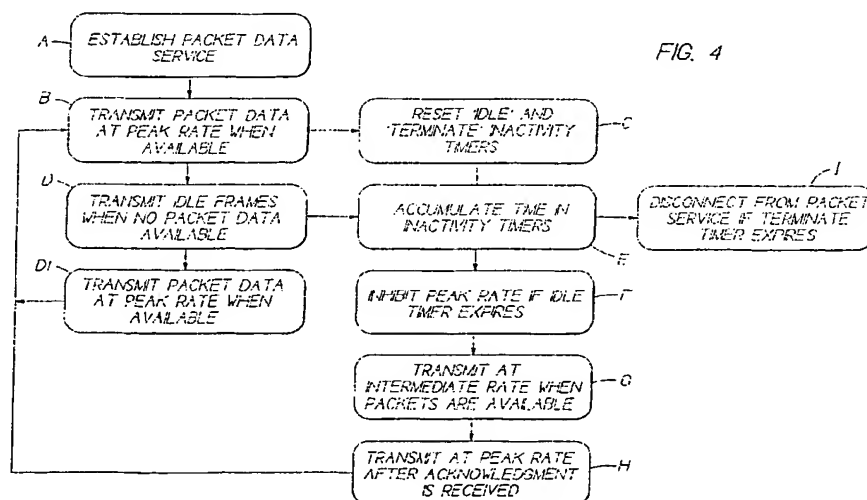 FIG. 4
A
ESTABLISH PACKET DATA
SERVICE
B
TRANSMIT PACKET DATA
AT PEAK RATE WHEN
AVAILABLE
RESET 'IDLE' AND
'TERMINATE' INACTIVITY
TIMERS
C
D
TRANSMIT IDLE FRAMES
WHEN NO PACKET DATA
AVAILABLE
ACCUMULATE TIME IN
INACTIVITY TIMERS
E
I
DISCONNECT FROM PACKET
SERVICE IF TERMINATE
TIMER EXPIRES
D1
TRANSMIT PACKET DATA
AT PEAK RATE WHEN
AVAILABLE
INHIBIT PEAK RATE IF IDLE
TIMER EXPIRES
F
TRANSMIT AT
INTERMEDIATE RATE WHEN
PACKETS ARE AVAILABLE
G
TRANSMIT AT PEAK RATE
AFTER ACKNOWLEDGMENT
IS RECEIVED
H